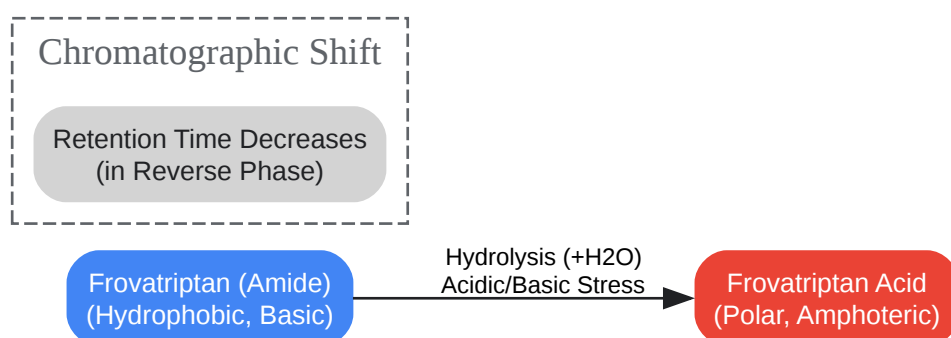 Chromatographic Shift
Retention Time Decreases
(in Reverse Phase)
Hydrolysis (+H2O)
Acidic/Basic Stress
Frovatriptan (Amide)
(Hydrophobic, Basic)
Frovatriptan Acid
(Polar, Amphoteric)